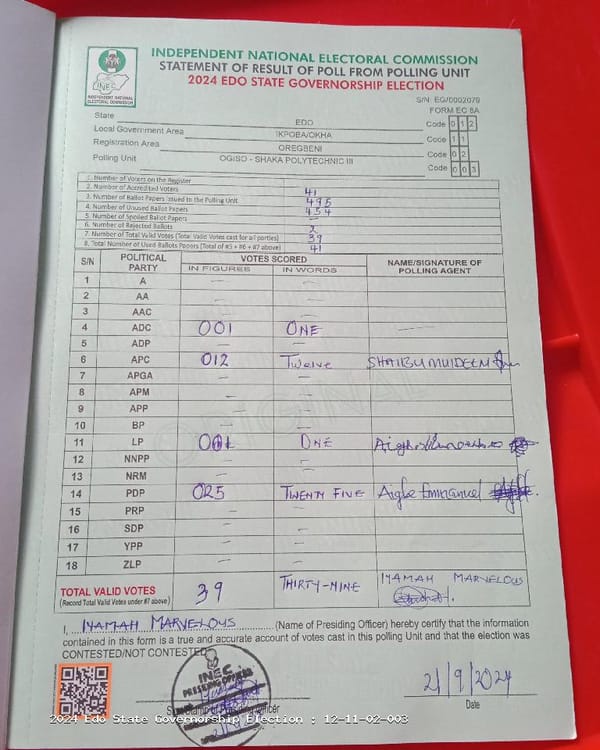 INDEPENDENT NATIONAL ELECTORAL COMMISSION
STATEMENT OF RESULT OF POLL FROM POLLING UNIT
2024 EDO STATE GOVERNORSHIP ELECTION
INEC
INDEPENDENT NATIONAL ELECTORAL COMMISSION
S/N EG/0002070
FORM EC 8A
State EDO Code 0 1 2
Local Government Area IKPOBA/OKHA Code 1 1
Registration Area OREGBENI Code 0 2
Polling Unit OGISO - SHAKA POLYTECHNIC III Code 0 0 3
1. Number of Voters on the Register
2. Number of Accredited Voters 41
3. Number of Ballot Papers Issued to the Polling Unit 495
4. Number of Unused Ballot Papers 454
5. Number of Spoiled Ballot Papers —
6. Number of Rejected Ballots 2
7. Number of Total Valid Votes (Total Valid Votes cast for all parties) 39
8. Total Number of Used Ballots Papers (Total of #5 + #6 + #7 above) 41
S/N POLITICAL PARTY VOTES SCORED NAME/SIGNATURE OF POLLING AGENT
IN FIGURES IN WORDS
1 A — —
2 AA — —
3 AAC — —
4 ADC 001 ONE —
5 ADP — —
6 APC 012 Twelve SHAIBU MUIDEEN
7 APGA — —
8 APM — —
9 APP — —
10 BP — —
11 LP 001 ONE
12 NNPP — —
13 NRM — —
14 PDP 025 TWENTY FIVE Aigbe Emmanuel
15 PRP — —
16 SDP — —
17 YPP — —
18 ZLP — —
TOTAL VALID VOTES 39 THIRTY-NINE IYAMAH MARVELOUS
(Record Total Valid Votes under #7 above)
ORIGINAL
I, IYAMAH MARVELOUS (Name of Presiding Officer) hereby certify that the information
contained in this form is a true and accurate account of votes cast in this polling Unit and that the election was
CONTESTED/NOT CONTESTED
INEC
PRESIDING OFFICER
21/9/2024
Date
2024 Edo State Governorship Election : 12-11-02-003